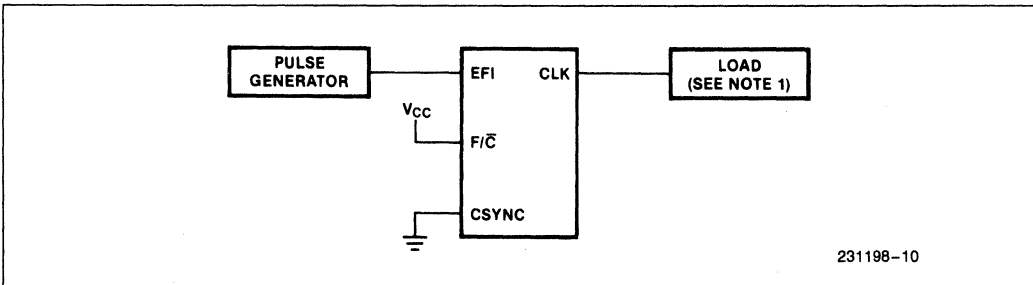 PULSE
GENERATOR
EFI
CLK
LOAD
(SEE NOTE 1)
VCC
F/C̅
CSYNC
231198-10